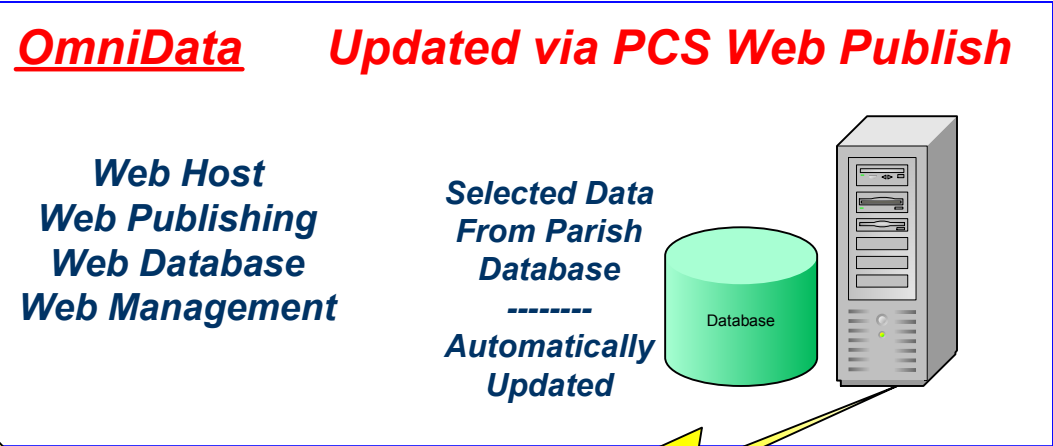 OmniData Updated via PCS Web Publish
Web Host
Web Publishing
Web Database
Web Management
Selected Data
From Parish
Database
--------
Automatically
Updated
Database